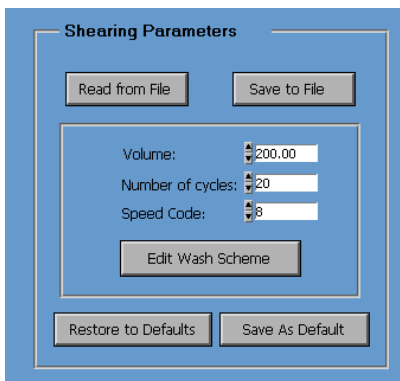 Shearing Parameters
Read from File Save to File
Volume: 200.00
Number of cycles: 20
Speed Code: 8
Edit Wash Scheme
Restore to Defaults Save As Default